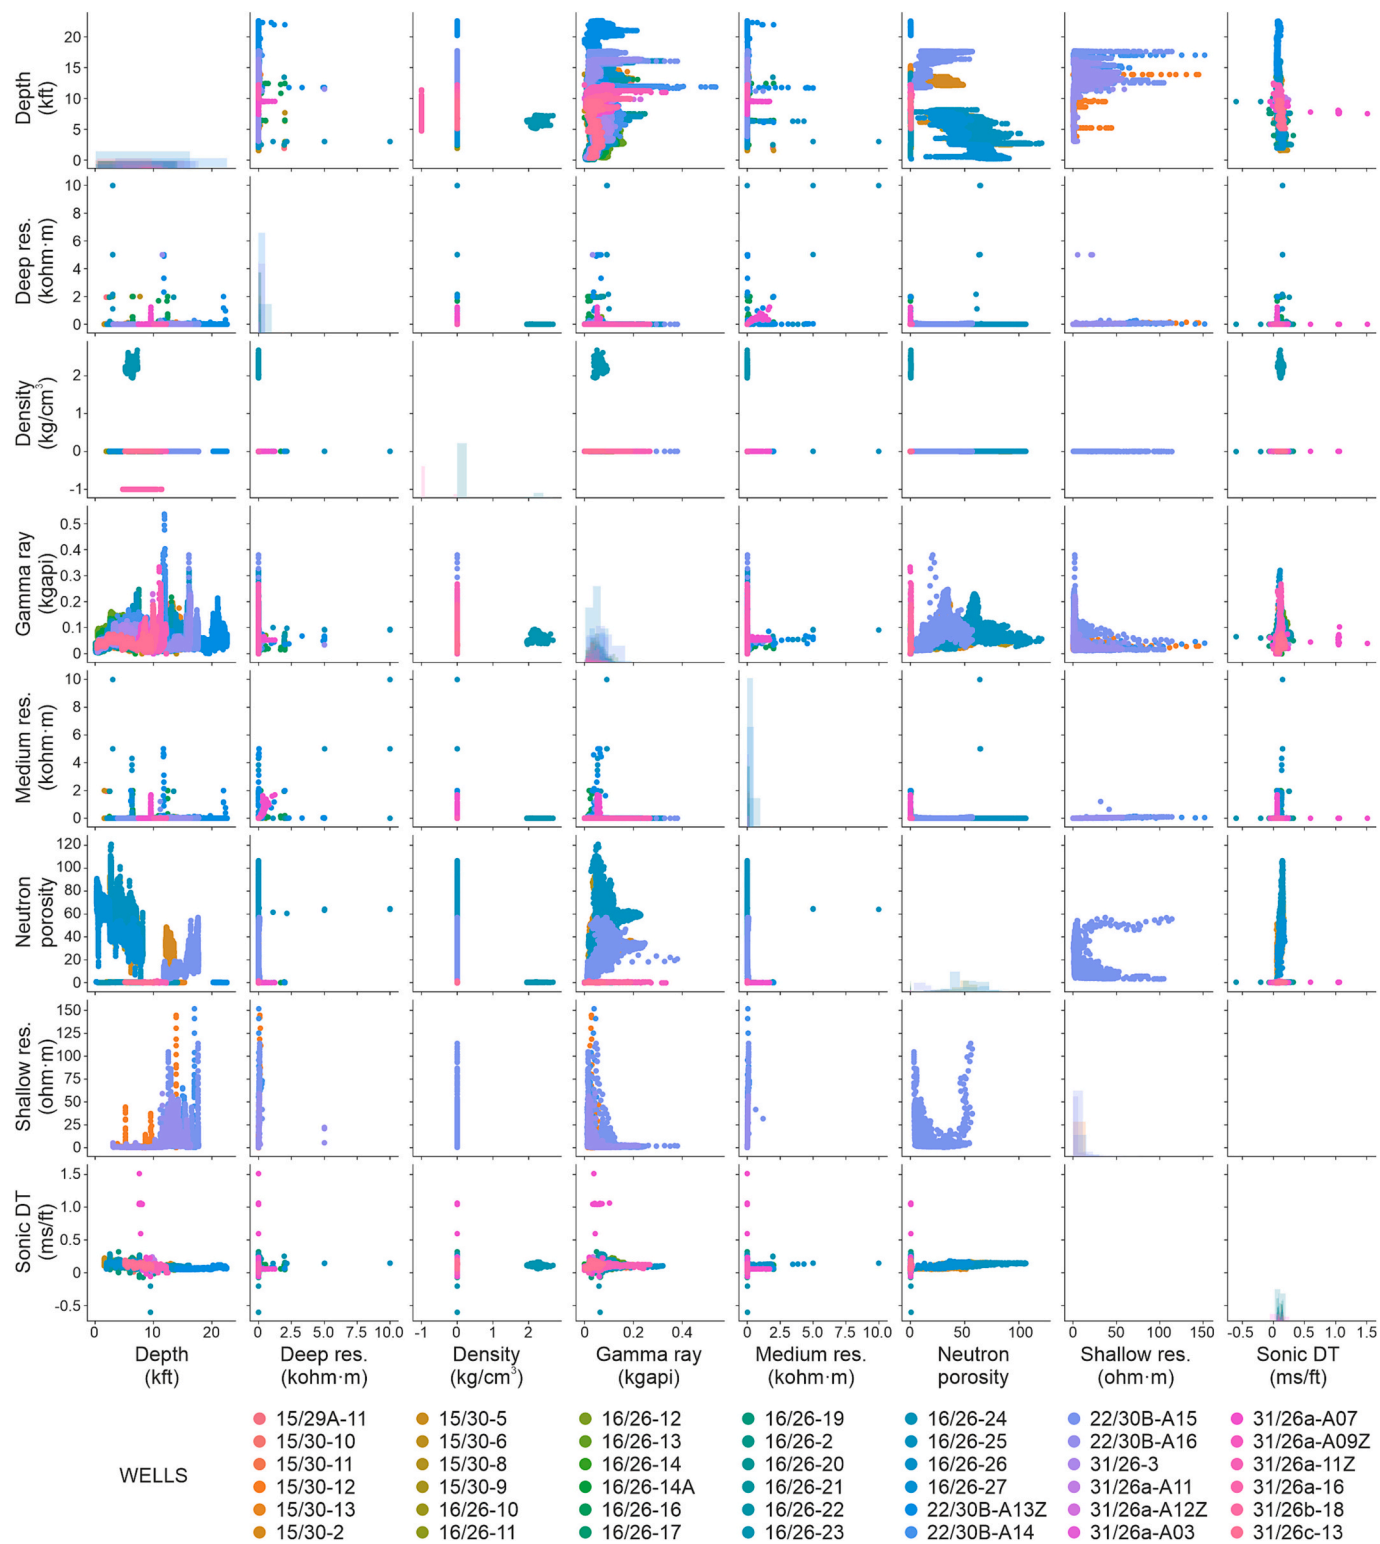 Depth
(kft)
20
15
10
5
0
Deep res.
(kohm·m)
10
8
6
4
2
0
Density
(kg/cm³)
2
1
0
-1
Gamma ray
(kgapi)
0.5
0.4
0.3
0.2
0.1
0
Medium res.
(kohm·m)
10
8
6
4
2
0
Neutron
porosity
120
100
80
60
40
20
0
Shallow res.
(ohm·m)
150
125
100
75
50
25
0
Sonic DT
(ms/ft)
1.5
1.0
0.5
0
-0.5
0 10 20 0 2.5 5.0 7.5 10.0 -1 0 1 2 0 0.2 0.4 0 2.5 5.0 7.5 10.0 0 50 100 0 50 100 150 -0.5 0 0.5 1.0 1.5
Depth Deep res. Density Gamma ray Medium res. Neutron Shallow res. Sonic DT
(kft) (kohm·m) (kg/cm³) (kgapi) (kohm·m) porosity (ohm·m) (ms/ft)
WELLS
15/29A-11 15/30-5 16/26-12 16/26-19 16/26-24 22/30B-A15 31/26a-A07
15/30-10 15/30-6 16/26-13 16/26-2 16/26-25 22/30B-A16 31/26a-A09Z
15/30-11 15/30-8 16/26-14 16/26-20 16/26-26 31/26-3 31/26a-11Z
15/30-12 15/30-9 16/26-14A 16/26-21 16/26-27 31/26a-A11 31/26a-16
15/30-13 16/26-10 16/26-16 16/26-22 22/30B-A13Z 31/26a-A12Z 31/26b-18
15/30-2 16/26-11 16/26-17 16/26-23 22/30B-A14 31/26a-A03 31/26c-13